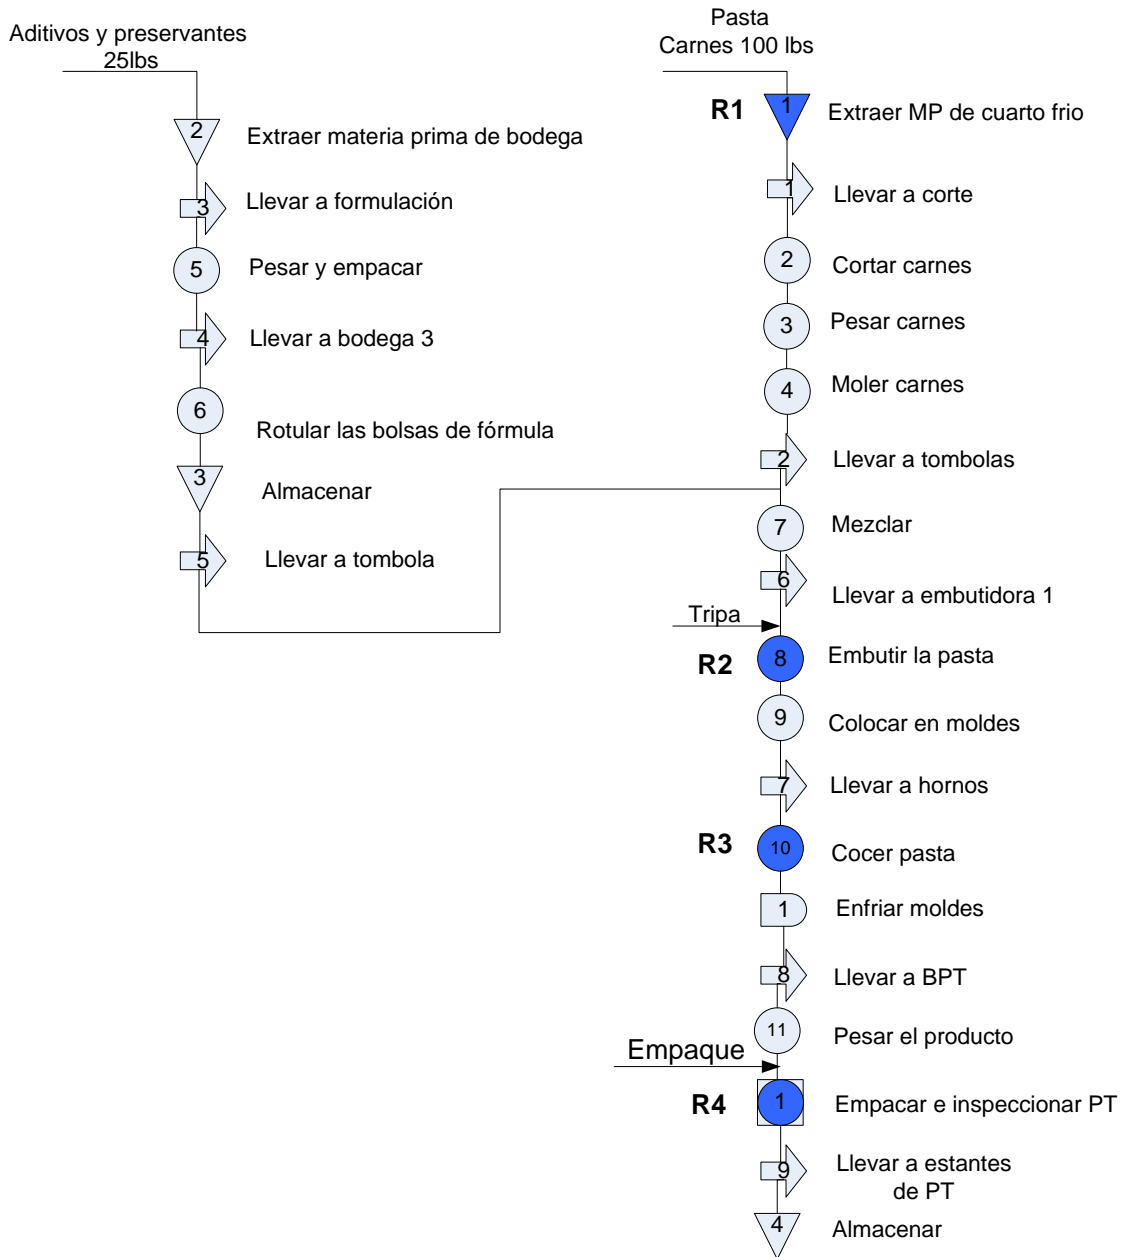 Aditivos y preservantes
25lbs
2
Extraer materia prima de bodega
3
Llevar a formulación
5
Pesar y empacar
4
Llevar a bodega 3
6
Rotular las bolsas de fórmula
3
Almacenar
5
Llevar a tombola
Pasta
Carnes 100 lbs
R1
1
Extraer MP de cuarto frio
1
Llevar a corte
2
Cortar carnes
3
Pesar carnes
4
Moler carnes
2
Llevar a tombolas
7
Mezclar
6
Llevar a embutidora 1
Tripa
R2
8
Embutir la pasta
9
Colocar en moldes
7
Llevar a hornos
R3
10
Cocer pasta
1
Enfriar moldes
8
Llevar a BPT
11
Pesar el producto
Empaque
R4
1
Empacar e inspeccionar PT
9
Llevar a estantes
de PT
4
Almacenar